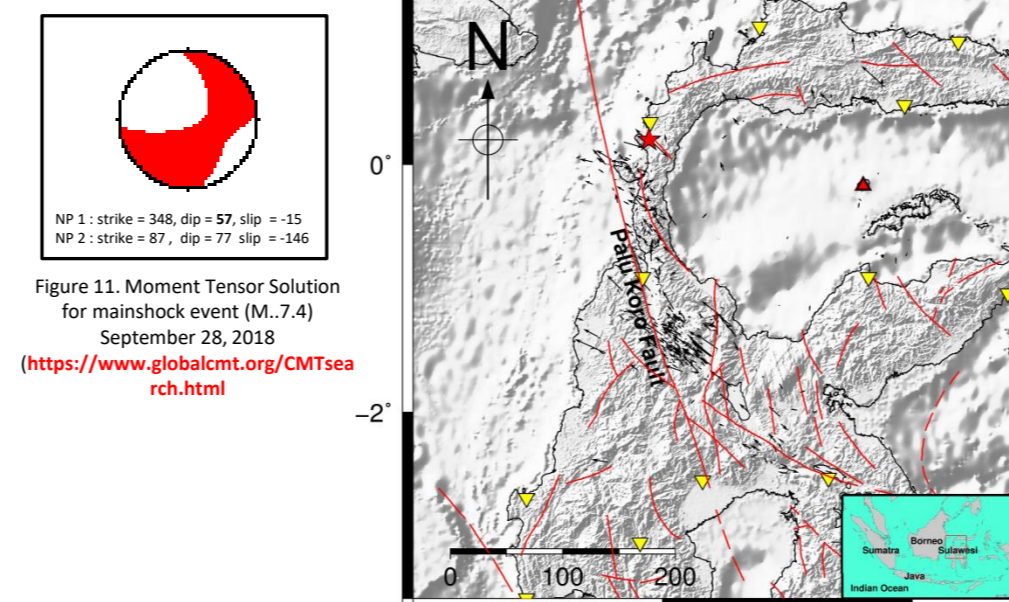 NP 1 : strike = 348, dip = 57, slip = -15
NP 2 : strike = 87 , dip = 77 slip = -146
Figure 11. Moment Tensor Solution
for mainshock event (M..7.4)
September 28, 2018
(https://www.globalcmt.org/CMTsea
rch.html
N
0°
Palu Koro Fault
−2°
0 100 200
Borneo
Sumatra Sulawesi
Java
Indian Ocean